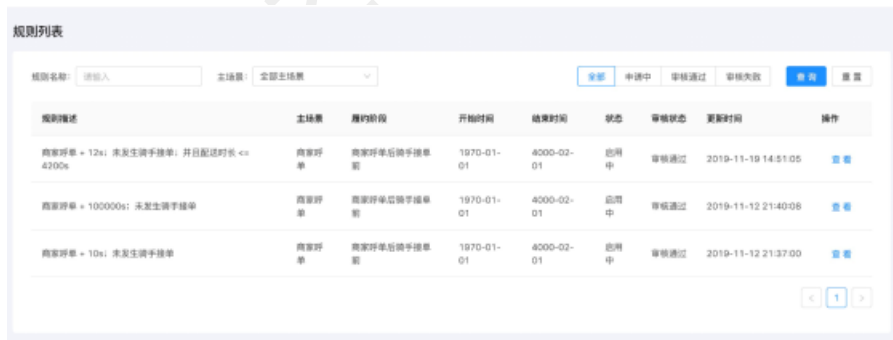 规则列表
规则名称: 请输入 主场景: 全部主场景 全部 申请中 审核通过 审核失败 查询 重置
规则描述 主场景 履约阶段 开始时间 结束时间 状态 审核状态 更新时间 操作
商家呼单 + 12s; 未发生骑手接单; 并且配送时长 <= 商家呼 商家呼单后骑手接单 1970-01- 4000-02- 启用 审核通过 2019-11-19 14:51:05 查看
4200s 单 前 01 01 中
商家呼单 + 100000s; 未发生骑手接单 商家呼 商家呼单后骑手接单 1970-01- 4000-02- 启用 审核通过 2019-11-12 21:40:06 查看
单 前 01 01 中
商家呼单 + 10s; 未发生骑手接单 商家呼 商家呼单后骑手接单 1970-01- 4000-02- 启用 审核通过 2019-11-12 21:37:00 查看
单 前 01 01 中
< 1 >